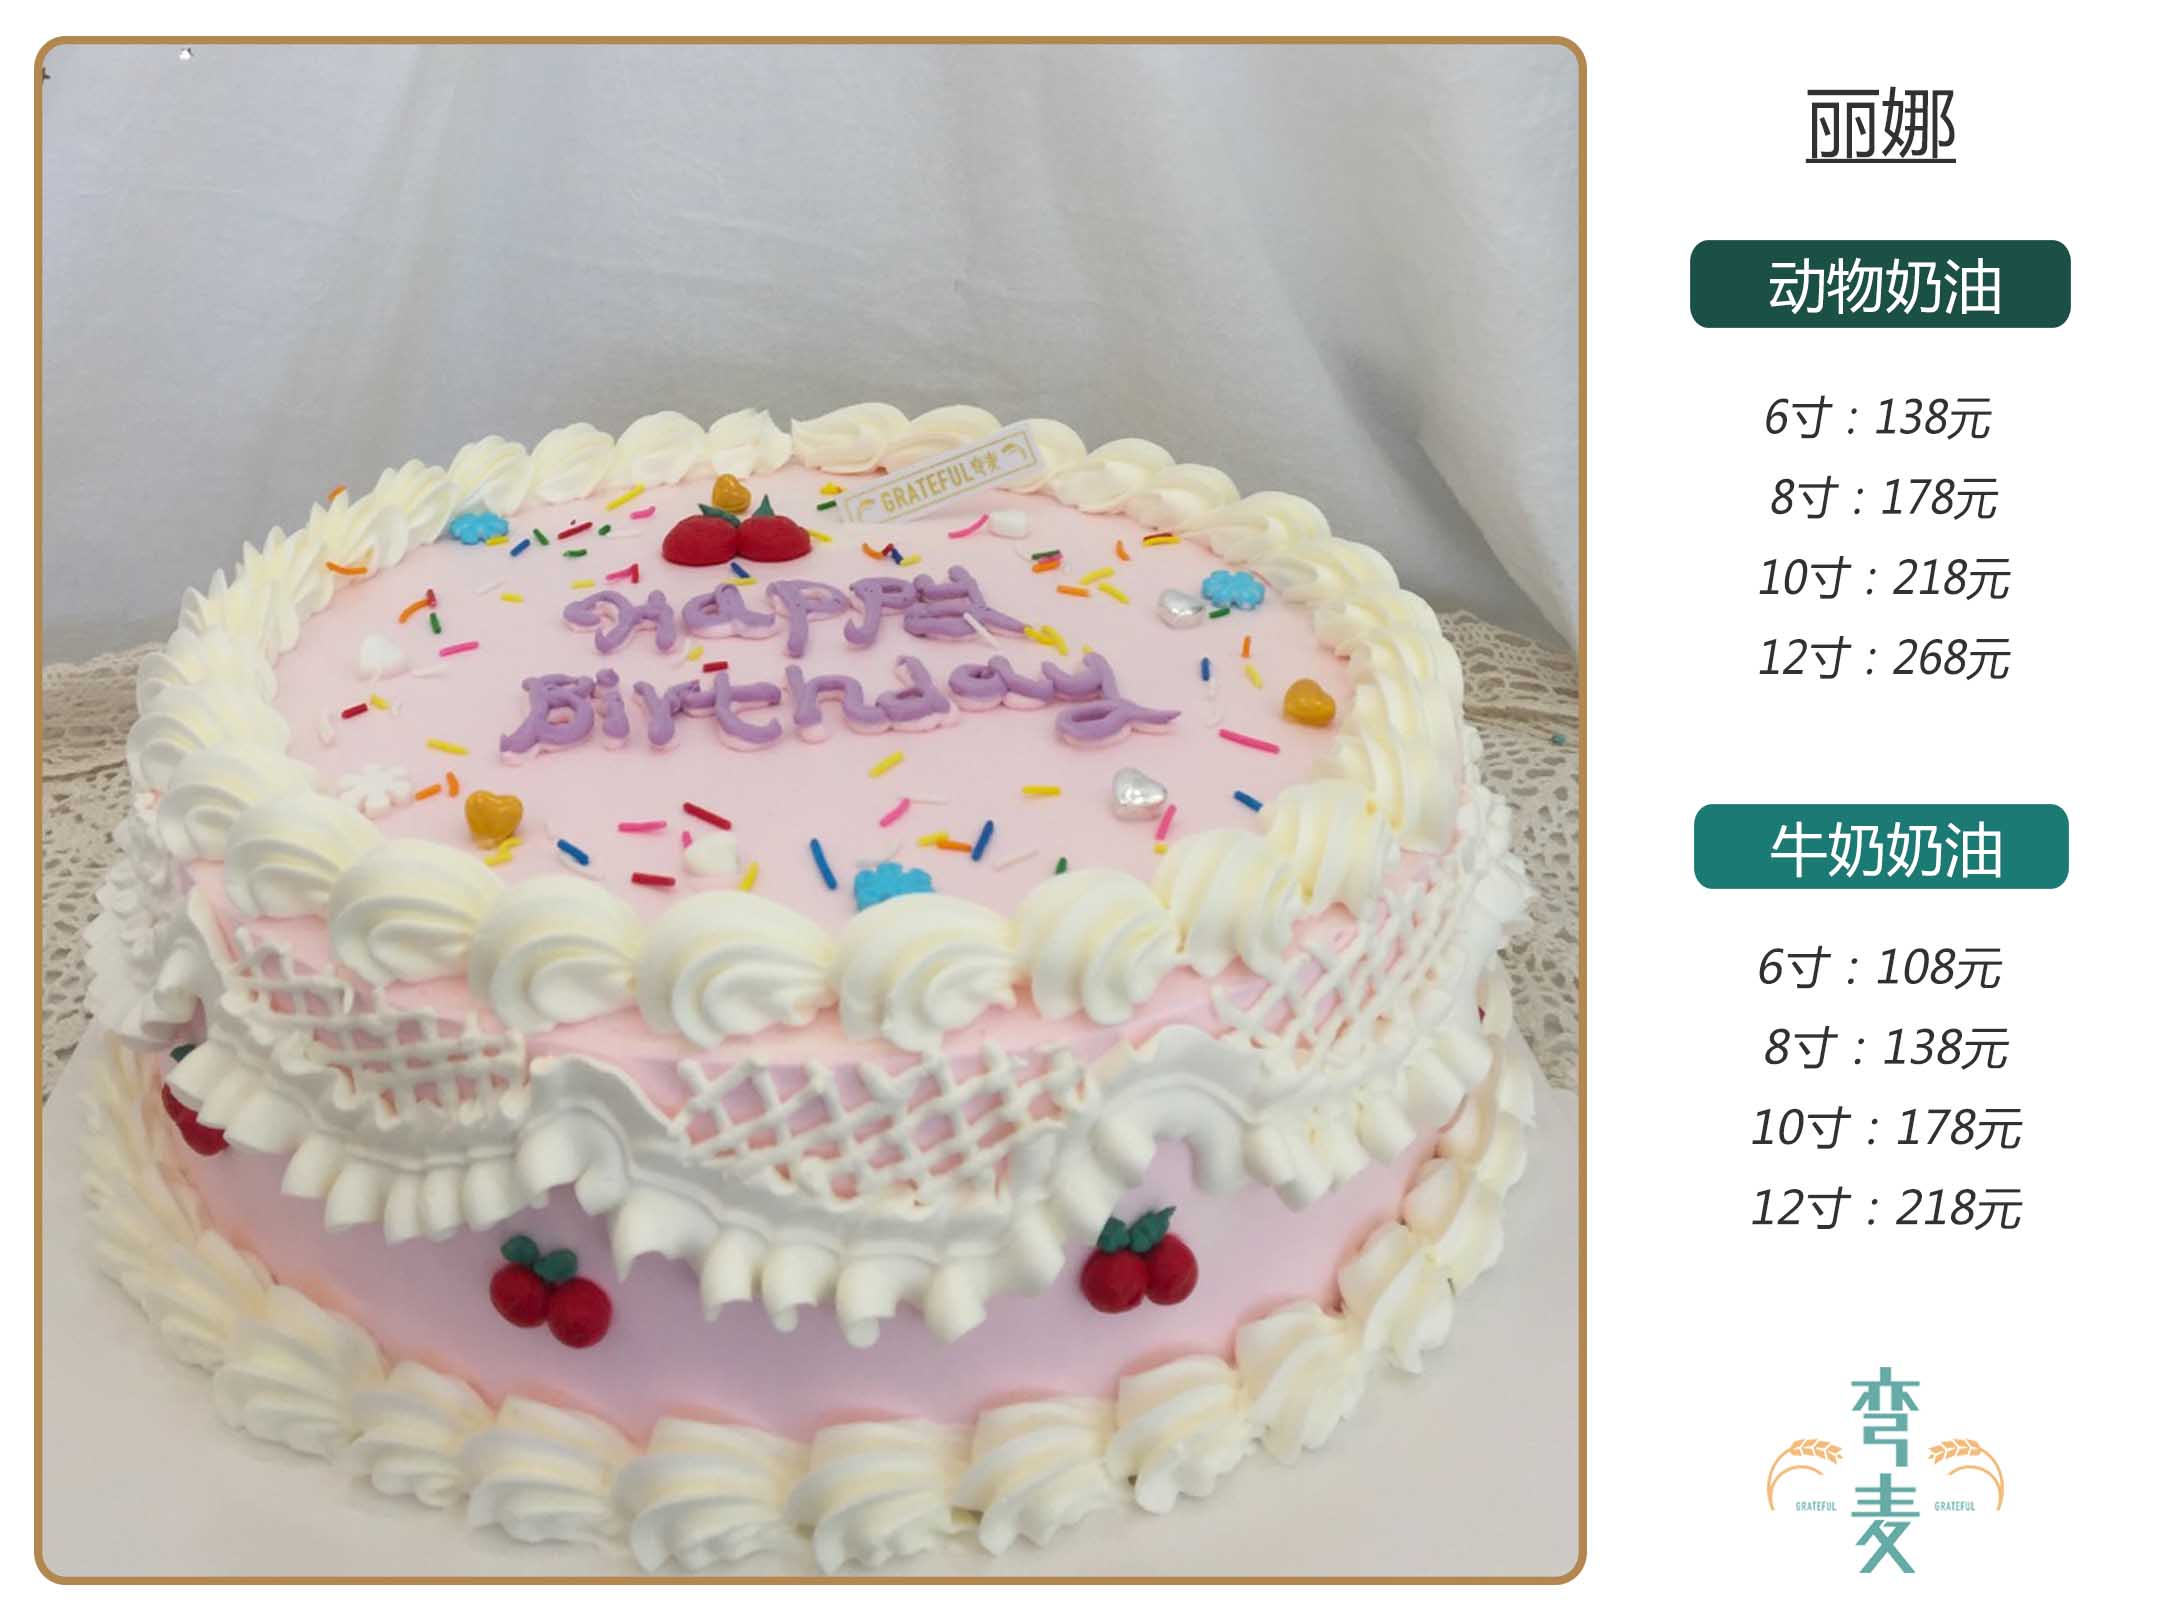 丽娜
动物奶油
6寸：138元
8寸：178元
10寸：218元
12寸：268元
牛奶奶油
6寸：108元
8寸：138元
10寸：178元
12寸：218元
GRATEFUL弯麦
Happy
Birthday
弯麦
GRATEFUL GRATEFUL